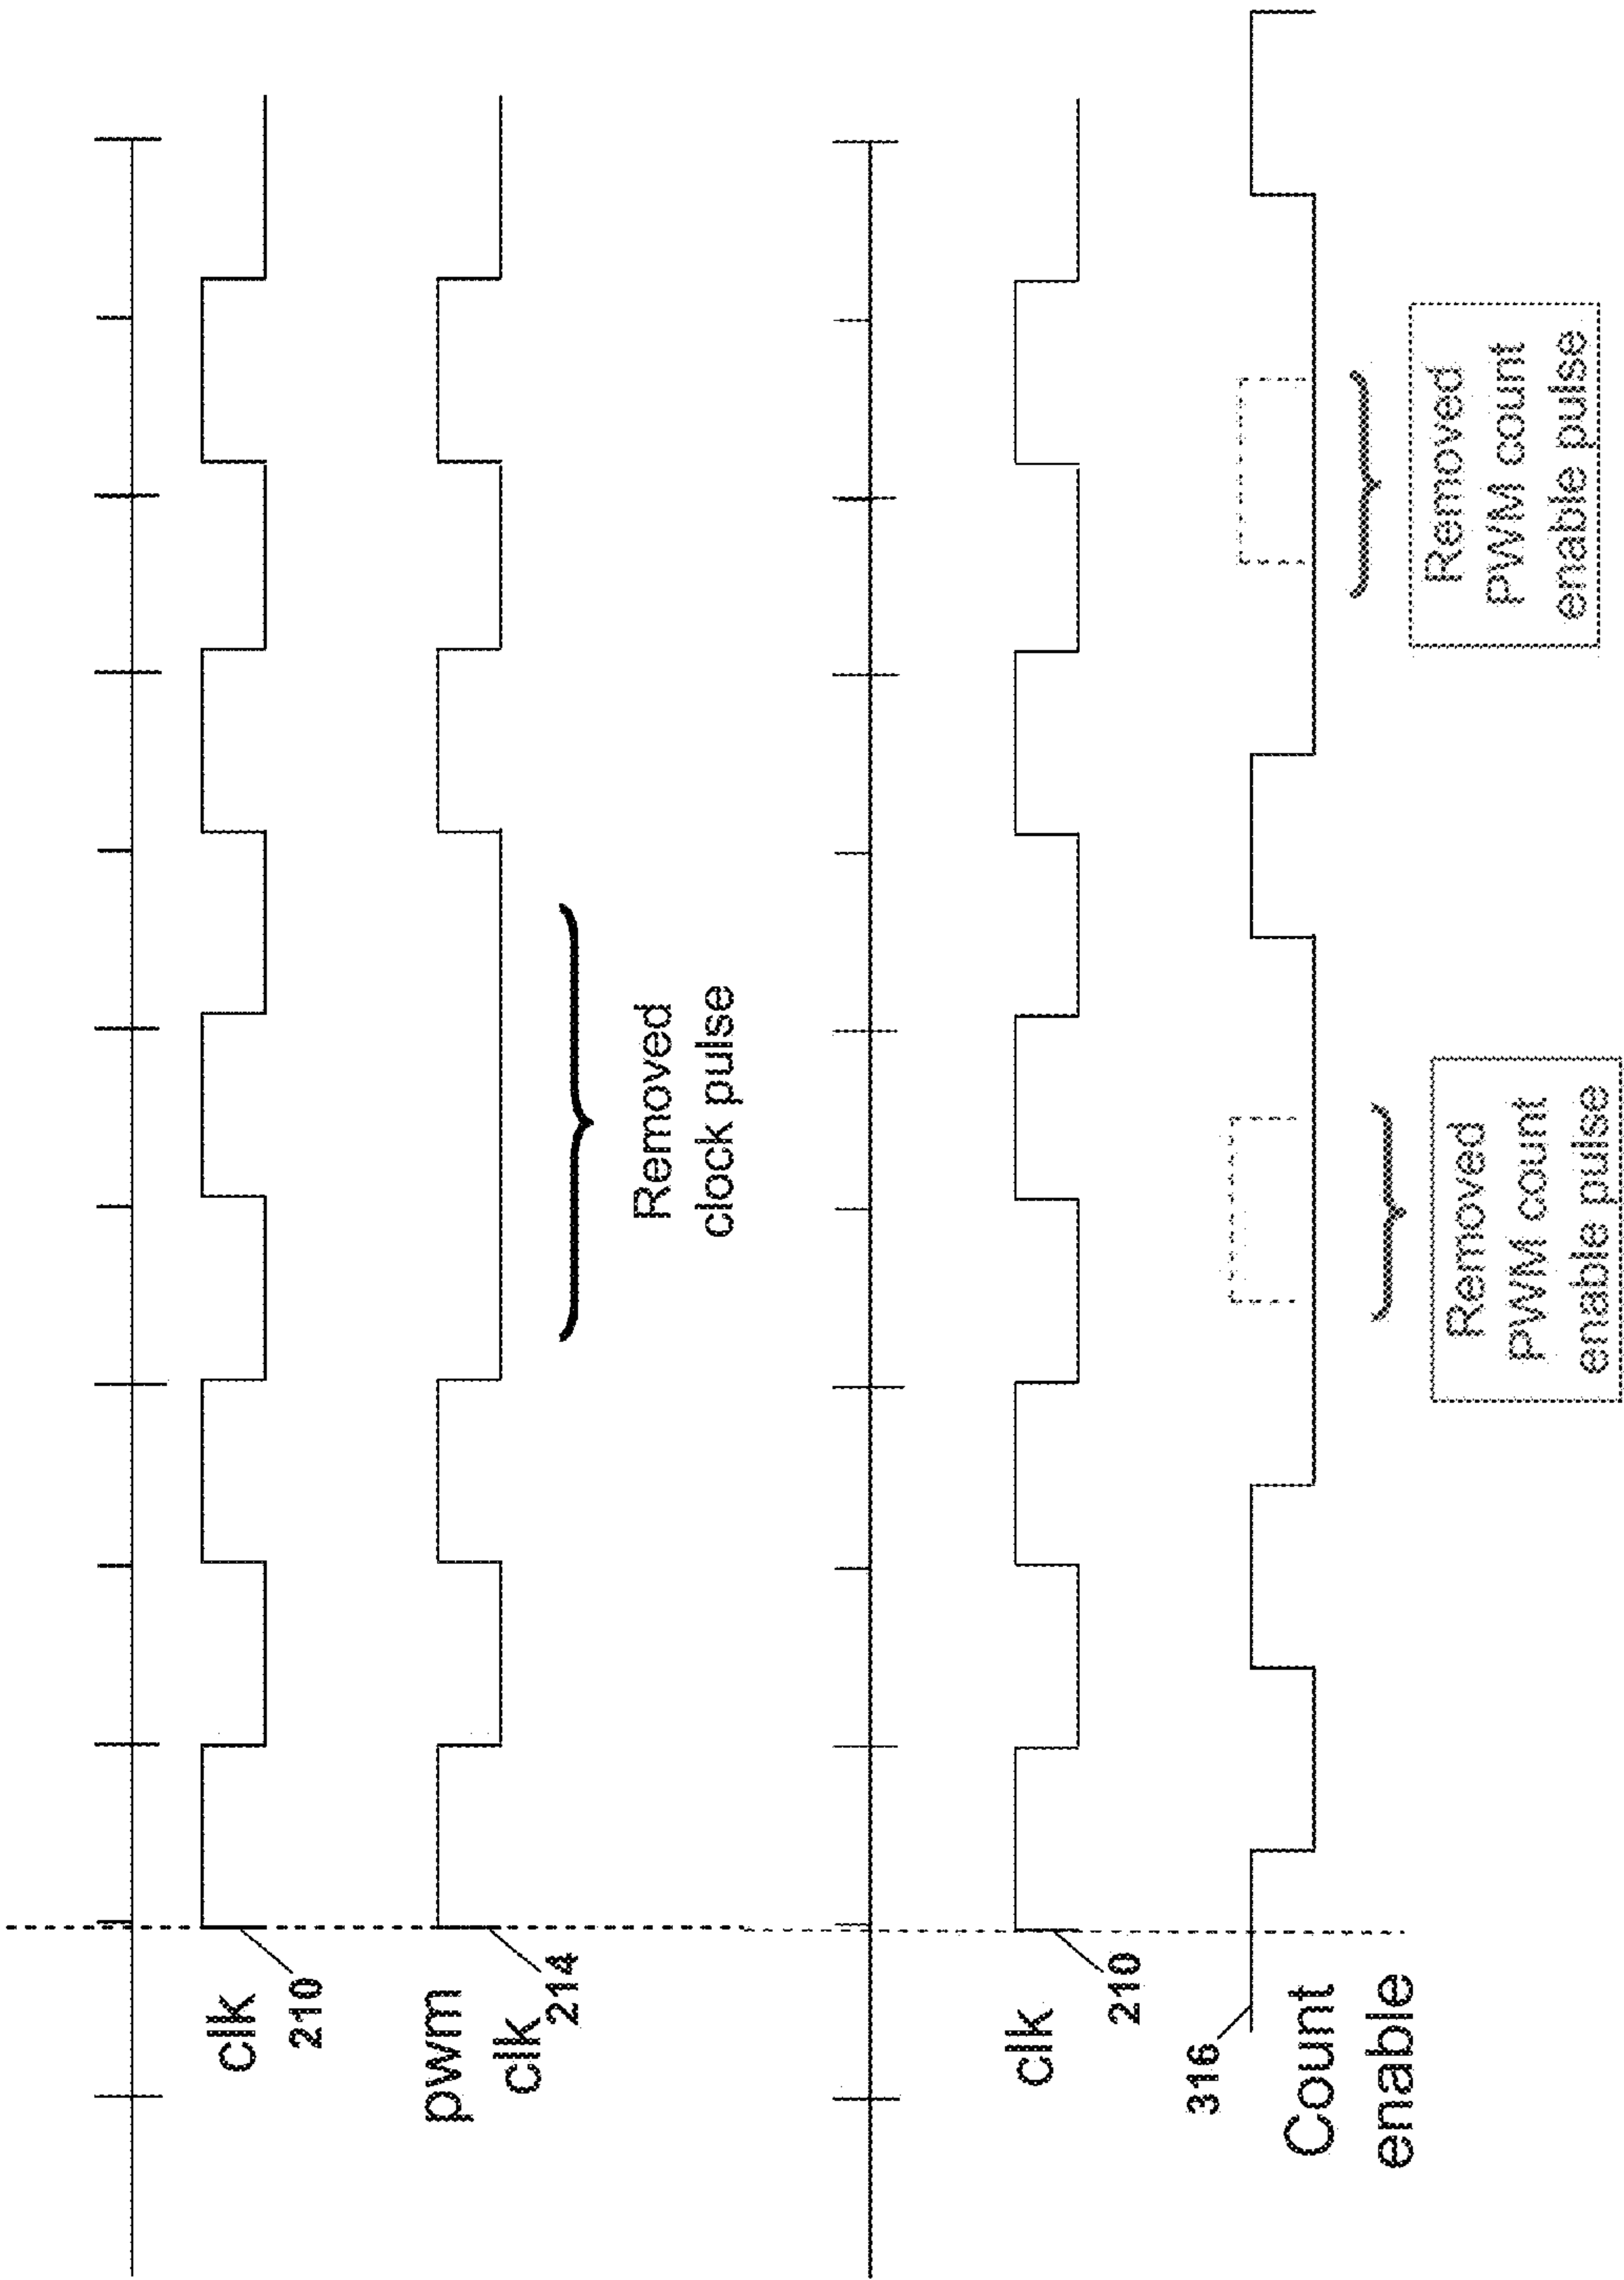 clk
210
pwm
clk
214
Removed
clock pulse
clk
210
316
Count
enable
Removed
PWM count
enable pulse
Removed
PWM count
enable pulse